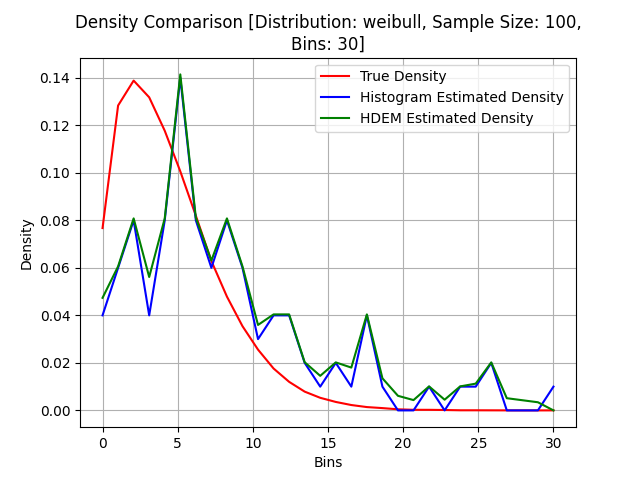 Density Comparison [Distribution: weibull, Sample Size: 100,
Bins: 30]
True Density
Histogram Estimated Density
HDEM Estimated Density
Density
0.14
0.12
0.10
0.08
0.06
0.04
0.02
0.00
0 5 10 15 20 25 30
Bins